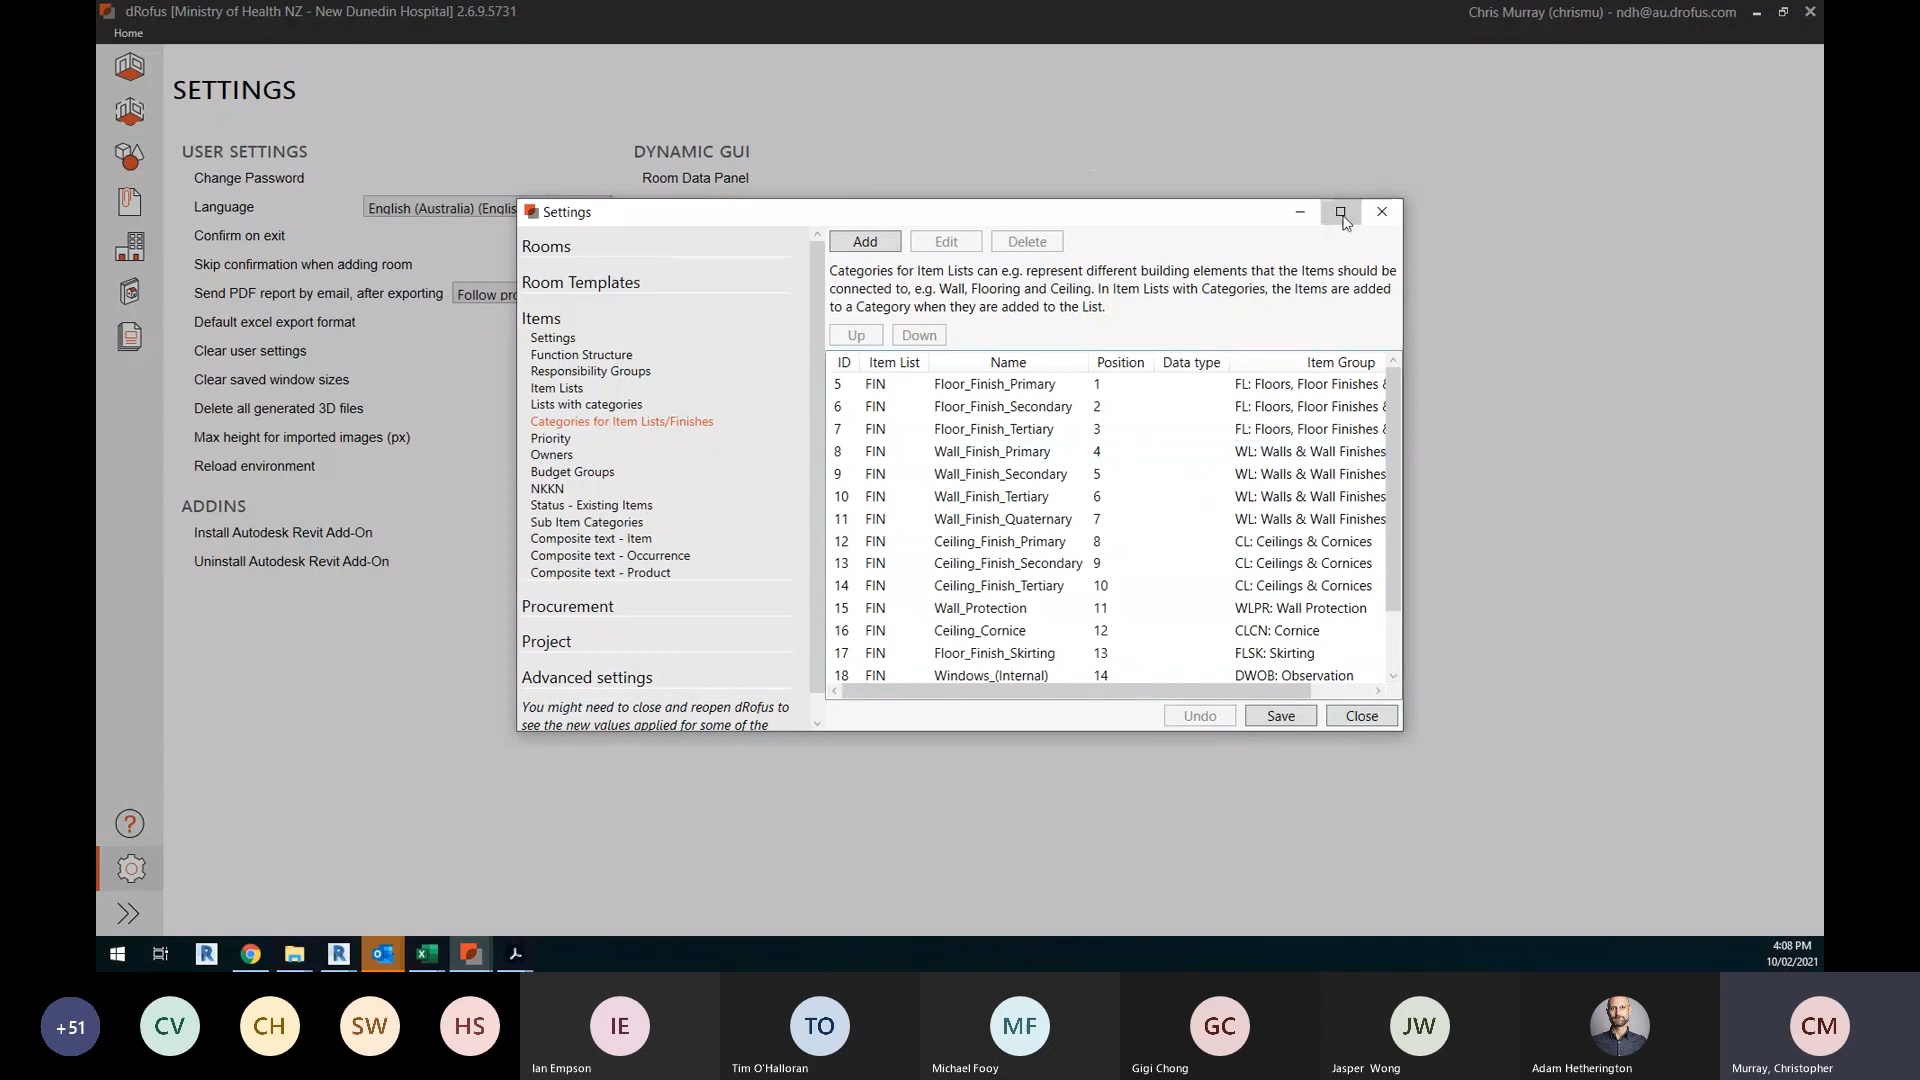 dRofus [Ministry of Health NZ - New Dunedin Hospital] 2.6.9.5731
Chris Murray (chrismu) - ndh@au.drofus.com
Home
SETTINGS
USER SETTINGS
Change Password
Language
English (Australia) (Englis
Confirm on exit
Skip confirmation when adding room
Send PDF report by email, after exporting
Follow pro
Default excel export format
Clear user settings
Clear saved window sizes
Delete all generated 3D files
Max height for imported images (px)
Reload environment
ADDINS
Install Autodesk Revit Add-On
Uninstall Autodesk Revit Add-On
DYNAMIC GUI
Room Data Panel
Settings
Rooms
Room Templates
Items
Settings
Function Structure
Responsibility Groups
Item Lists
Lists with categories
Categories for Item Lists/Finishes
Priority
Owners
Budget Groups
NKKN
Status - Existing Items
Sub Item Categories
Composite text - Item
Composite text - Occurrence
Composite text - Product
Procurement
Project
Advanced settings
You might need to close and reopen dRofus to
see the new values applied for some of the
Add Edit Delete
Categories for Item Lists can e.g. represent different building elements that the Items should be
connected to, e.g. Wall, Flooring and Ceiling. In Item Lists with Categories, the Items are added
to a Category when they are added to the List.
Up Down
ID Item List Name Position Data type Item Group
5 FIN Floor_Finish_Primary 1 FL: Floors, Floor Finishes &
6 FIN Floor_Finish_Secondary 2 FL: Floors, Floor Finishes &
7 FIN Floor_Finish_Tertiary 3 FL: Floors, Floor Finishes &
8 FIN Wall_Finish_Primary 4 WL: Walls & Wall Finishes
9 FIN Wall_Finish_Secondary 5 WL: Walls & Wall Finishes
10 FIN Wall_Finish_Tertiary 6 WL: Walls & Wall Finishes
11 FIN Wall_Finish_Quaternary 7 WL: Walls & Wall Finishes
12 FIN Ceiling_Finish_Primary 8 CL: Ceilings & Cornices
13 FIN Ceiling_Finish_Secondary 9 CL: Ceilings & Cornices
14 FIN Ceiling_Finish_Tertiary 10 CL: Ceilings & Cornices
15 FIN Wall_Protection 11 WLPR: Wall Protection
16 FIN Ceiling_Cornice 12 CLCN: Cornice
17 FIN Floor_Finish_Skirting 13 FLSK: Skirting
18 FIN Windows_(Internal) 14 DWOB: Observation
Undo Save Close
4:08 PM
10/02/2021
+51 CV CH SW HS IE TO MF GC JW CM
Ian Empson Tim O'Halloran Michael Fooy Gigi Chong Jasper Wong Adam Hetherington Murray, Christopher